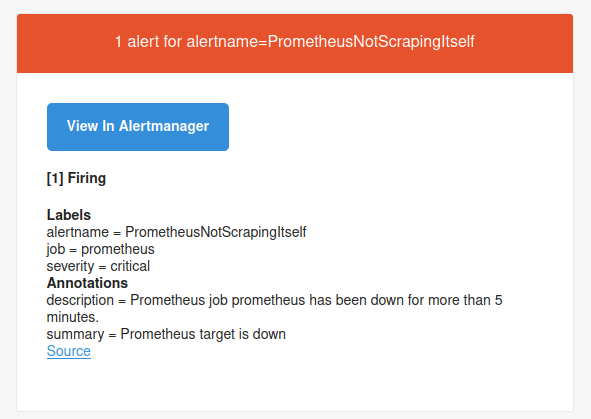 1 alert for alertname=PrometheusNotScrapingItself
View In Alertmanager
[1] Firing
Labels
alertname = PrometheusNotScrapingItself
job = prometheus
severity = critical
Annotations
description = Prometheus job prometheus has been down for more than 5
minutes.
summary = Prometheus target is down
Source